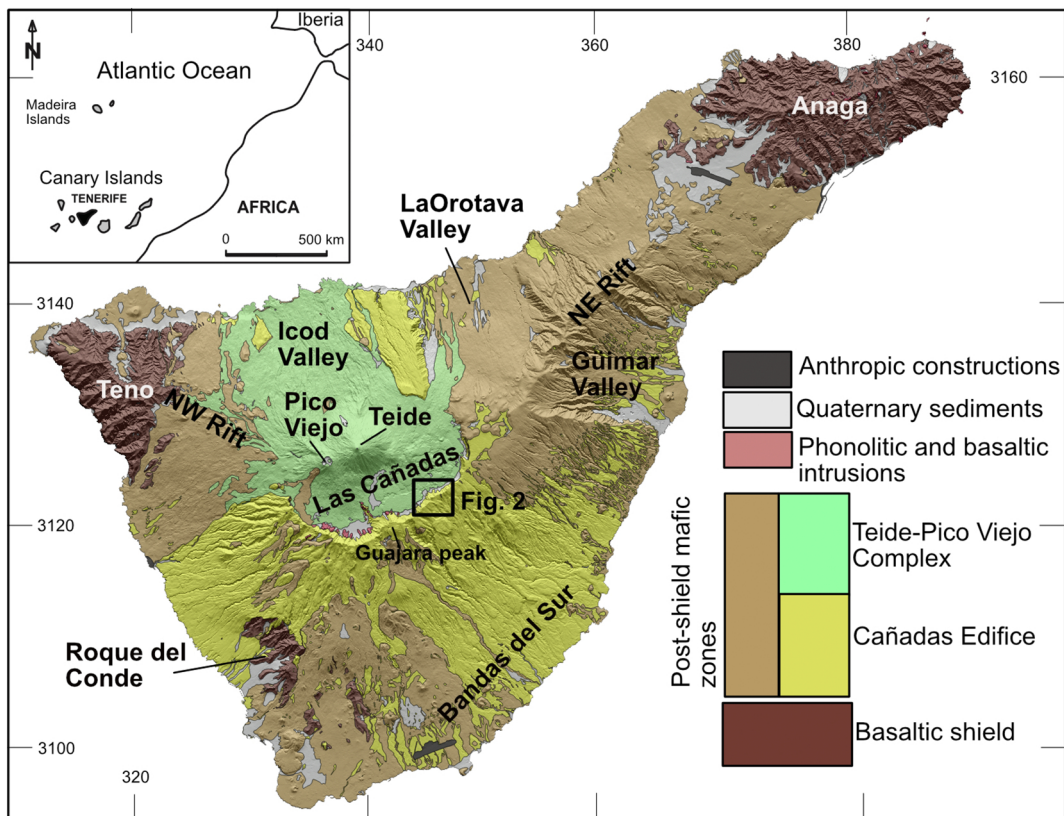 Iberia
N
Atlantic Ocean
Madeira
Islands
Canary Islands
TENERIFE
AFRICA
0
500 km
340
360
380
3160
Anaga
LaOrotava
Valley
NE Rift
3140
Icod
Valley
Güimar
Valley
Teno
NW Rift
Pico
Viejo
Teide
Las Cañadas
Fig. 2
3120
Guajara peak
Roque del
Conde
Bandas del Sur
3100
320
Anthropic constructions
Quaternary sediments
Phonolitic and basaltic
intrusions
Post-shield mafic
zones
Teide-Pico Viejo
Complex
Cañadas Edifice
Basaltic shield